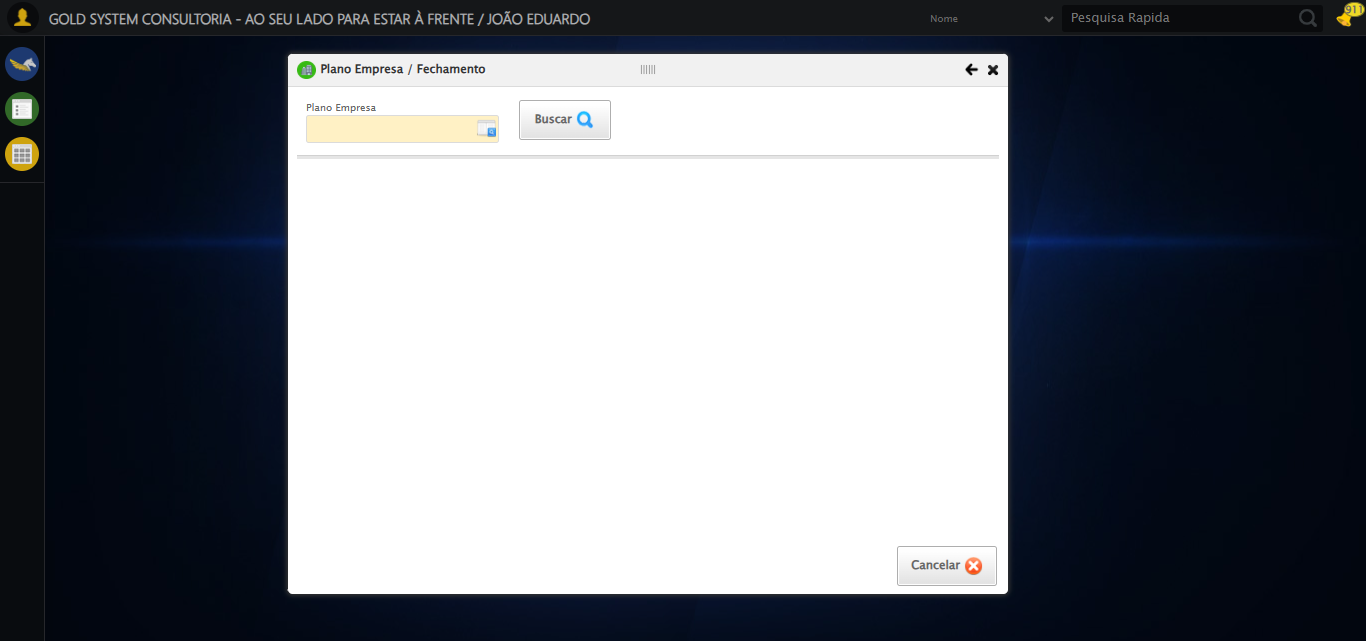 GOLD SYSTEM CONSULTORIA - AO SEU LADO PARA ESTAR À FRENTE / JOÃO EDUARDO
Nome
Pesquisa Rapida
911
Plano Empresa / Fechamento
Plano Empresa
Buscar
Cancelar